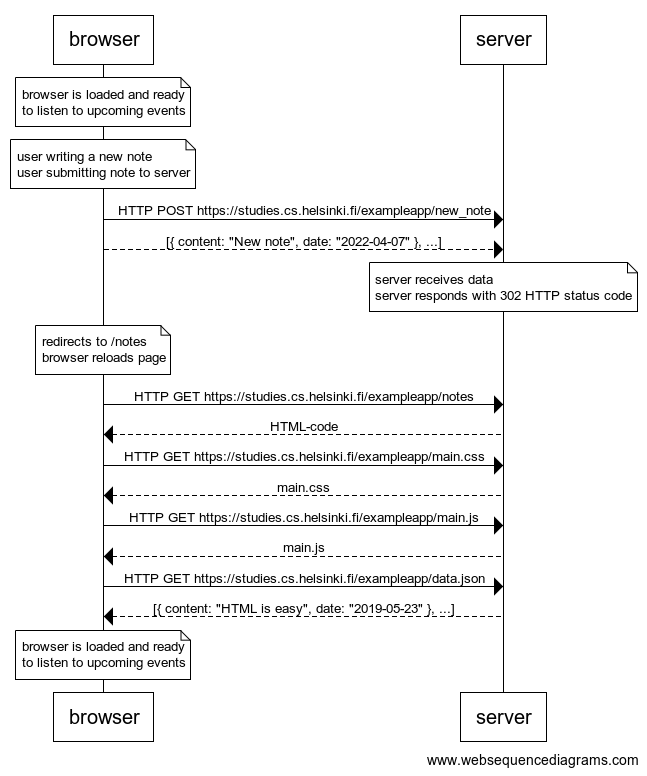 browser server
browser is loaded and ready
to listen to upcoming events
user writing a new note
user submitting note to server
HTTP POST https://studies.cs.helsinki.fi/exampleapp/new_note
[{ content: "New note", date: "2022-04-07" }, ...]
server receives data
server responds with 302 HTTP status code
redirects to /notes
browser reloads page
HTTP GET https://studies.cs.helsinki.fi/exampleapp/notes
HTML-code
HTTP GET https://studies.cs.helsinki.fi/exampleapp/main.css
main.css
HTTP GET https://studies.cs.helsinki.fi/exampleapp/main.js
main.js
HTTP GET https://studies.cs.helsinki.fi/exampleapp/data.json
[{ content: "HTML is easy", date: "2019-05-23" }, ...]
browser is loaded and ready
to listen to upcoming events
browser server
www.websequencediagrams.com